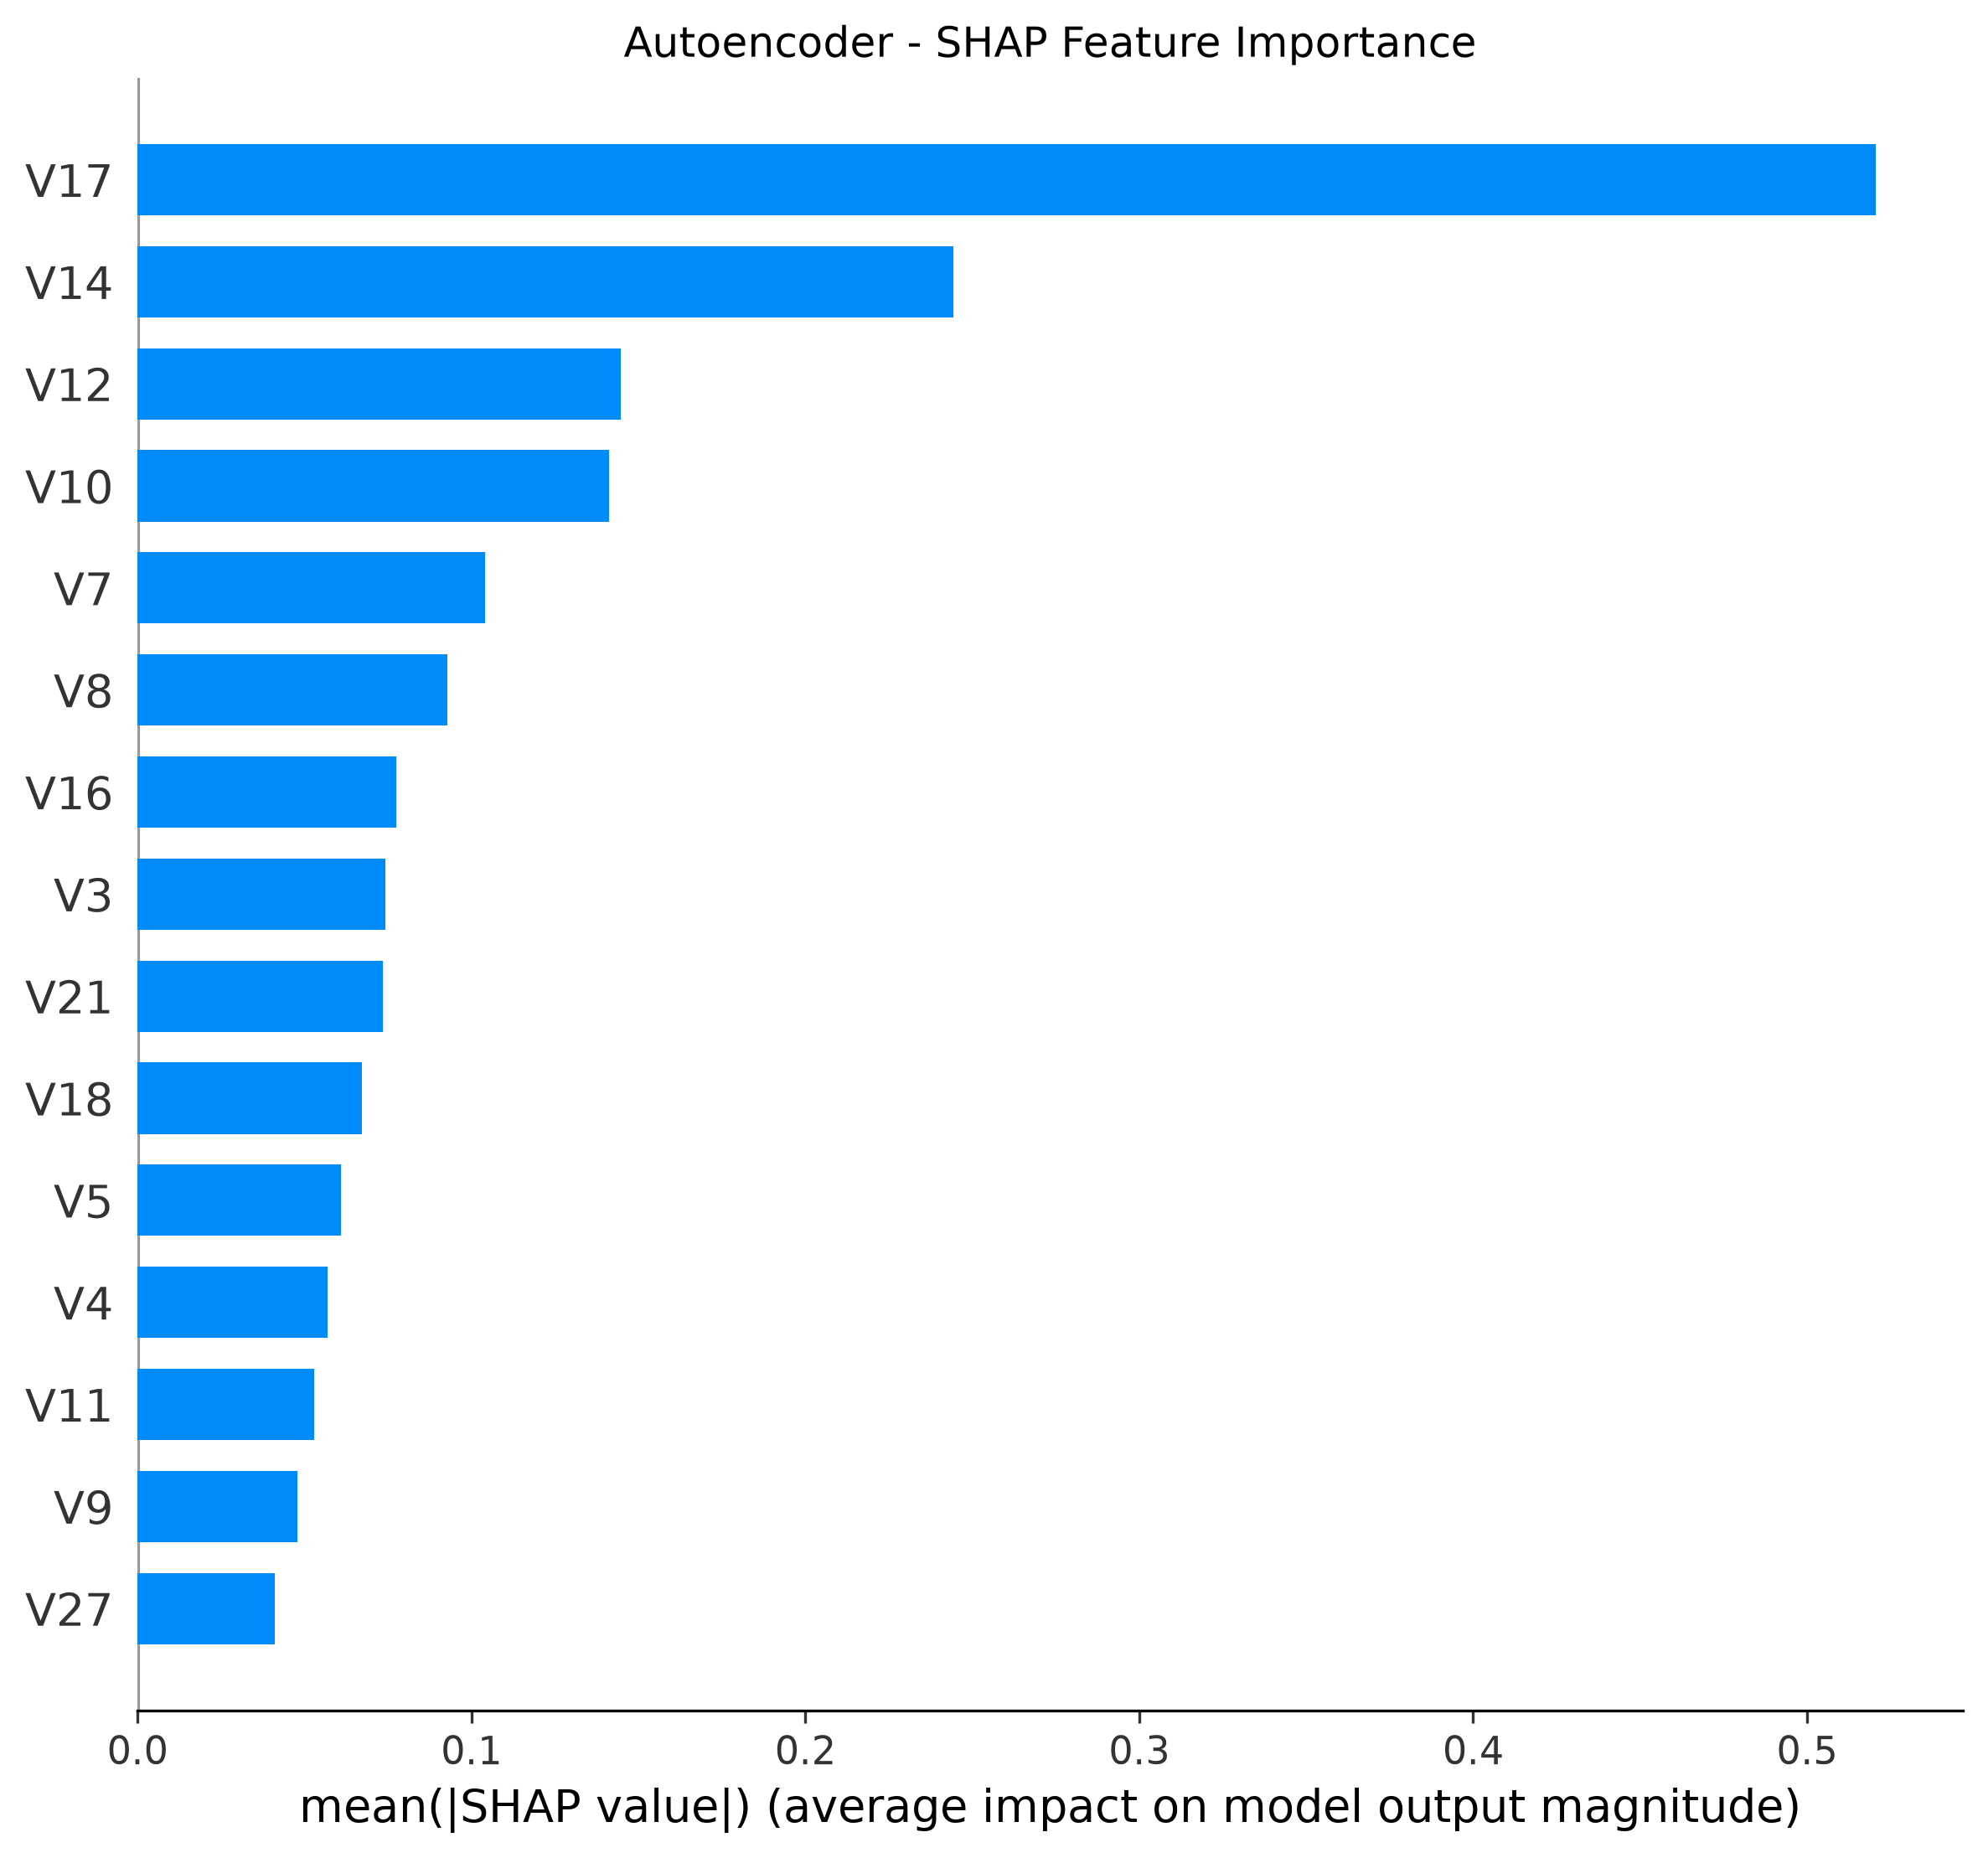 Autoencoder - SHAP Feature Importance
V17
V14
V12
V10
V7
V8
V16
V3
V21
V18
V5
V4
V11
V9
V27
0.0 0.1 0.2 0.3 0.4 0.5
mean(|SHAP value|) (average impact on model output magnitude)